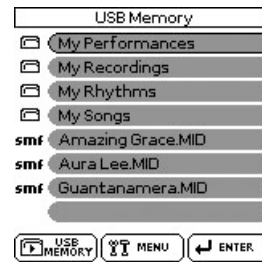 USB Memory
My Performances
My Recordings
My Rhythms
My Songs
smf Amazing Grace.MID
smf Aura Lee.MID
smf Guantanamera.MID
USB MEMORY MENU ENTER